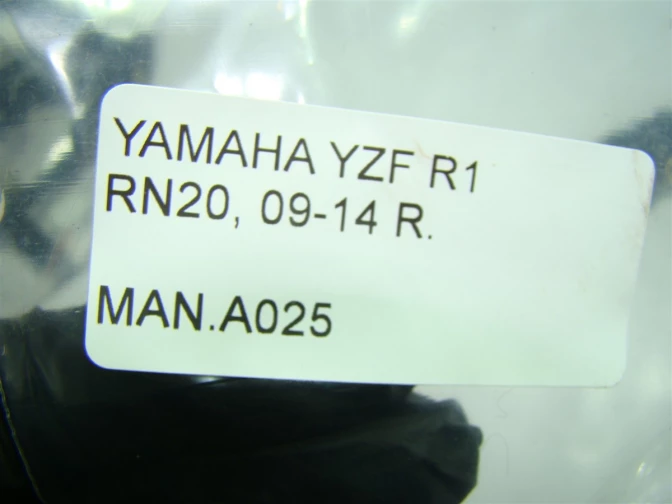 YAMAHA YZF R1
RN20, 09-14 R.
MAN.A025